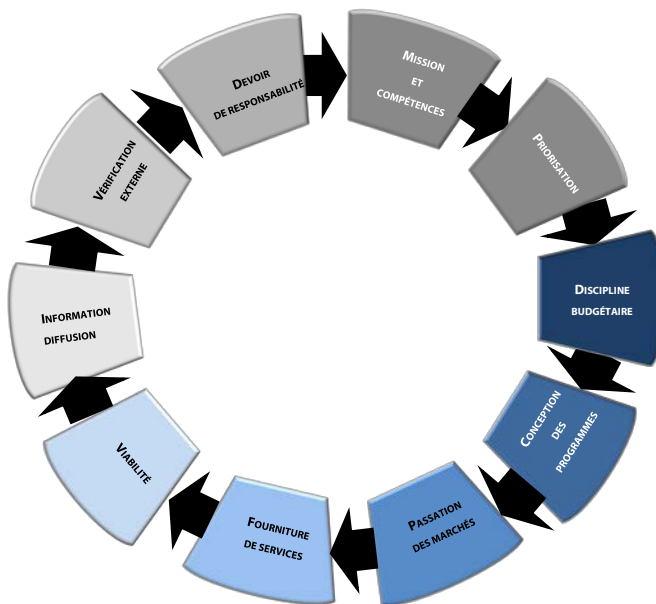 Mission
et
compétences
Priorisation
Discipline
budgétaire
Conception
des
programmes
Passation
des marchés
Fourniture
de services
Viabilité
Information
diffusion
Vérification
externe
Devoir
de responsabilité